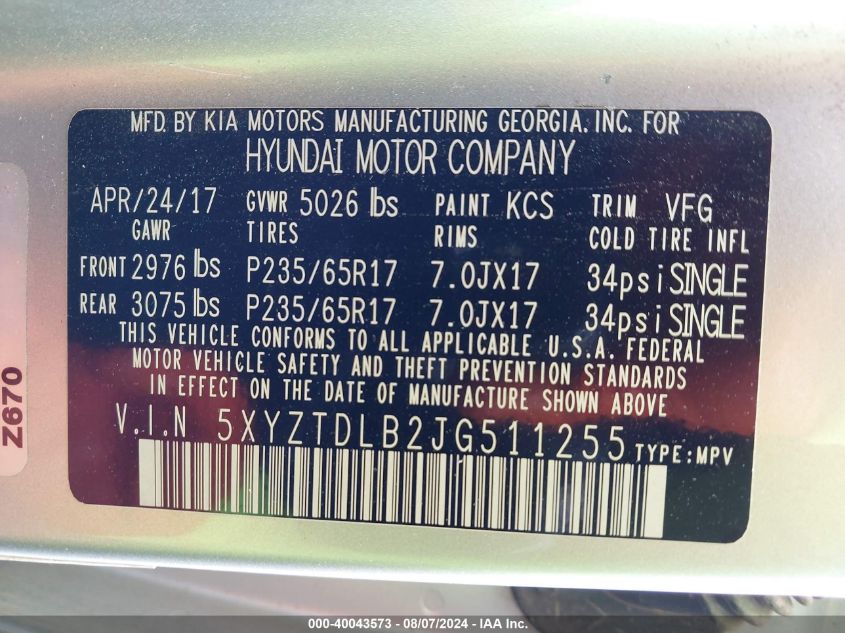 MFD. BY KIA MOTORS MANUFACTURING GEORGIA. INC. FOR
HYUNDAI MOTOR COMPANY
APR/24/17 GVWR 5026 lbs PAINT KCS TRIM VFG
GAWR TIRES RIMS COLD TIRE INFL
FRONT 2976 lbs P235/65R17 7.0JX17 34psi SINGLE
REAR 3075 lbs P235/65R17 7.0JX17 34psi SINGLE
THIS VEHICLE CONFORMS TO ALL APPLICABLE U.S.A. FEDERAL
MOTOR VEHICLE SAFETY AND THEFT PREVENTION STANDARDS
IN EFFECT ON THE DATE OF MANUFACTURE SHOWN ABOVE.
V.I.N 5XYZTDLB2JG511255 TYPE:MPV
Z670
000-40043573 - 08/07/2024 - IAA Inc.